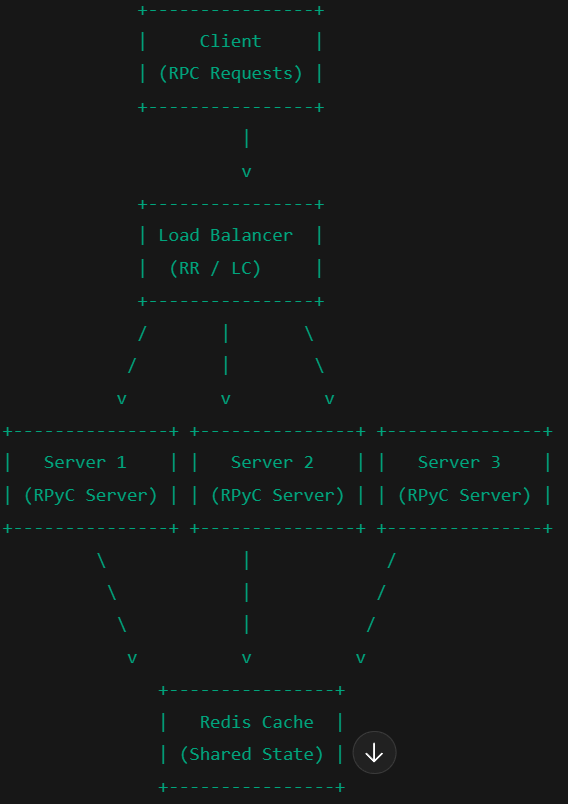 +----------------+
|     Client     |
| (RPC Requests) |
+----------------+
|
v
+----------------+
| Load Balancer  |
|  (RR / LC)     |
+----------------+
/       |       \
/        |        \
v         v         v
+---------------+ +---------------+ +---------------+
|   Server 1    | |   Server 2    | |   Server 3    |
| (RPyC Server) | | (RPyC Server) | | (RPyC Server) |
+---------------+ +---------------+ +---------------+
\             |             /
\            |            /
\           |           /
v          v          v
+----------------+
|   Redis Cache  |
| (Shared State) |
+----------------+